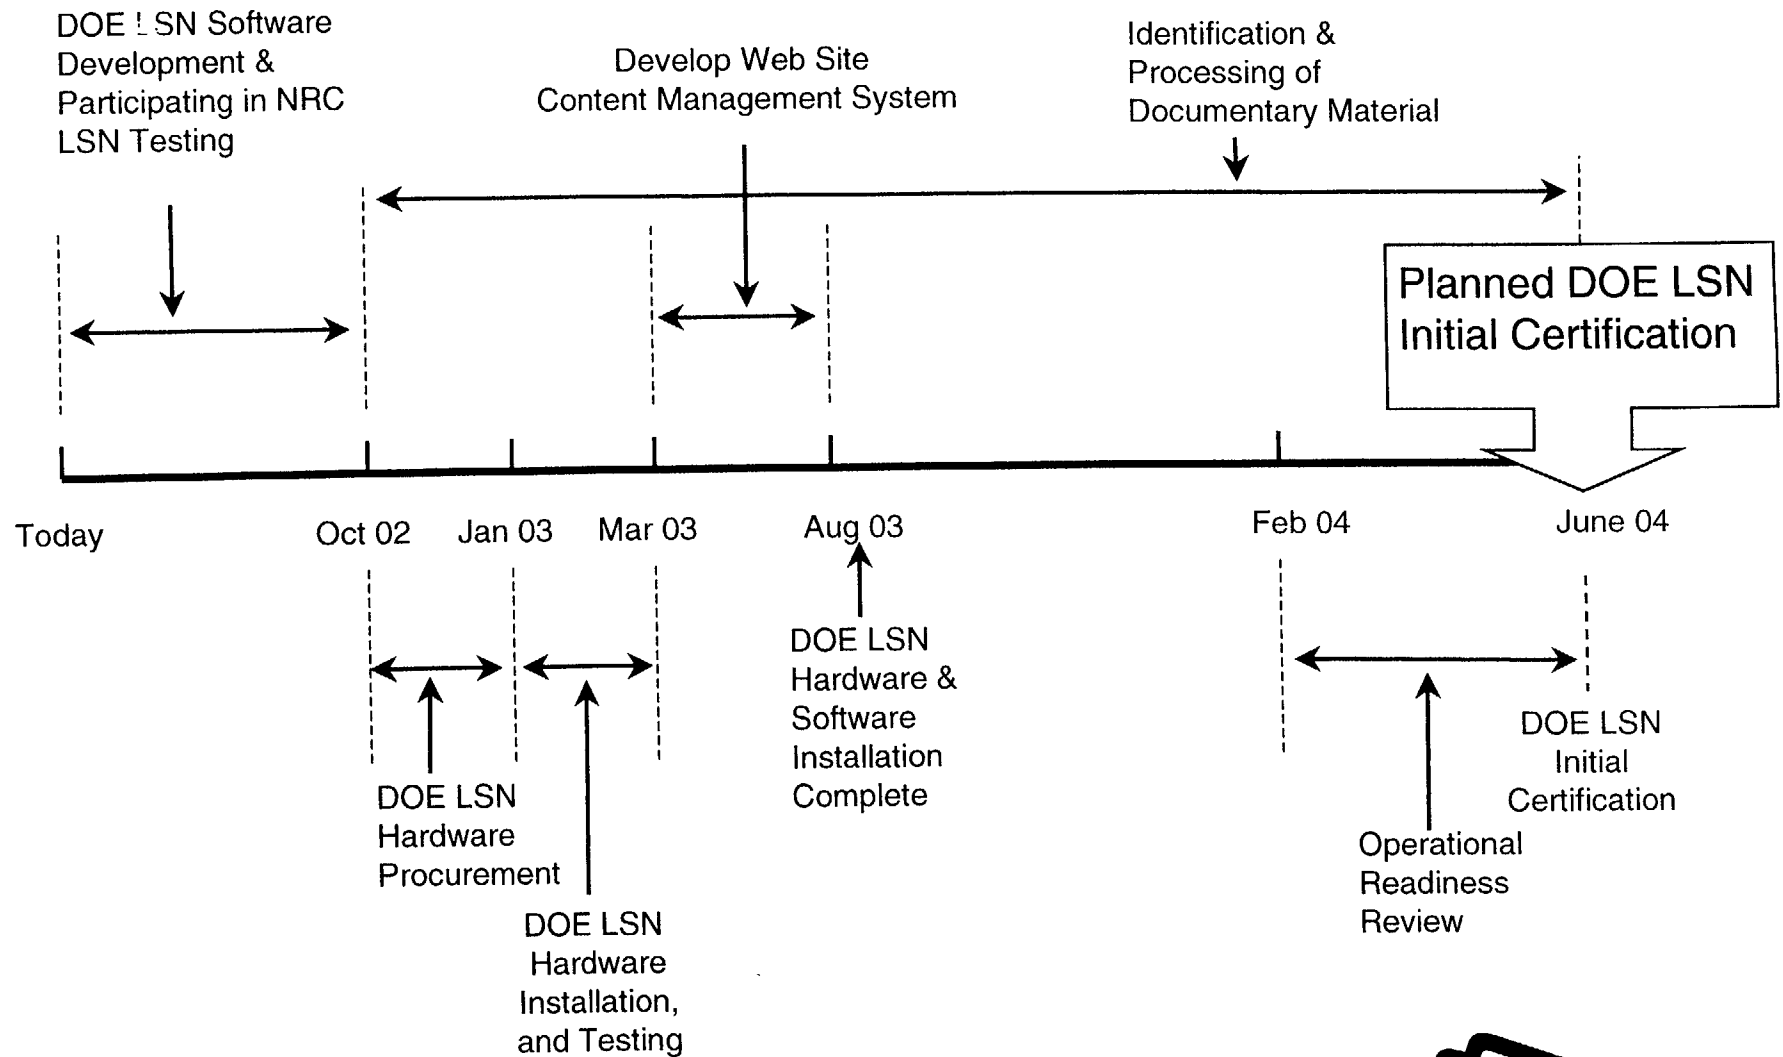 DOE LSN Software
Development &
Participating in NRC
LSN Testing
Develop Web Site
Content Management System
Identification &
Processing of
Documentary Material
Planned DOE LSN
Initial Certification
Today
Oct 02
Jan 03
Mar 03
Aug 03
Feb 04
June 04
DOE LSN
Hardware
Procurement
DOE LSN
Hardware
Installation,
and Testing
DOE LSN
Hardware &
Software
Installation
Complete
Operational
Readiness
Review
DOE LSN
Initial
Certification